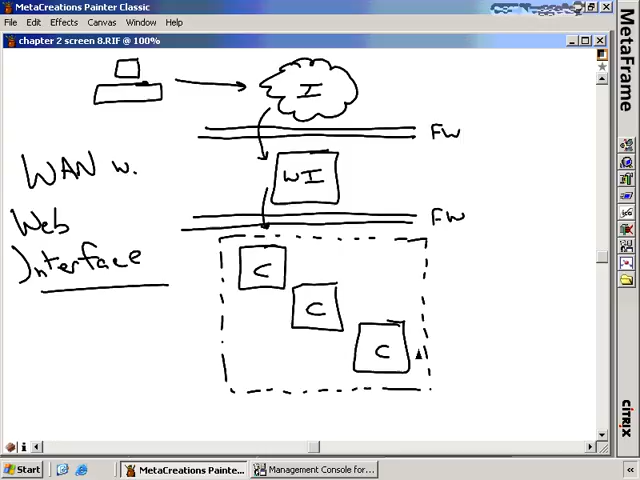 MetaCreations Painter Classic
File Edit Effects Canvas Window Help
chapter 2 screen 8.RIF @ 100%
I
FW
WAN w.
WI
Web
FW
Interface
C
C
C
MetaFrame
CITRIX
Start
MetaCreations Painte...
Management Console for...